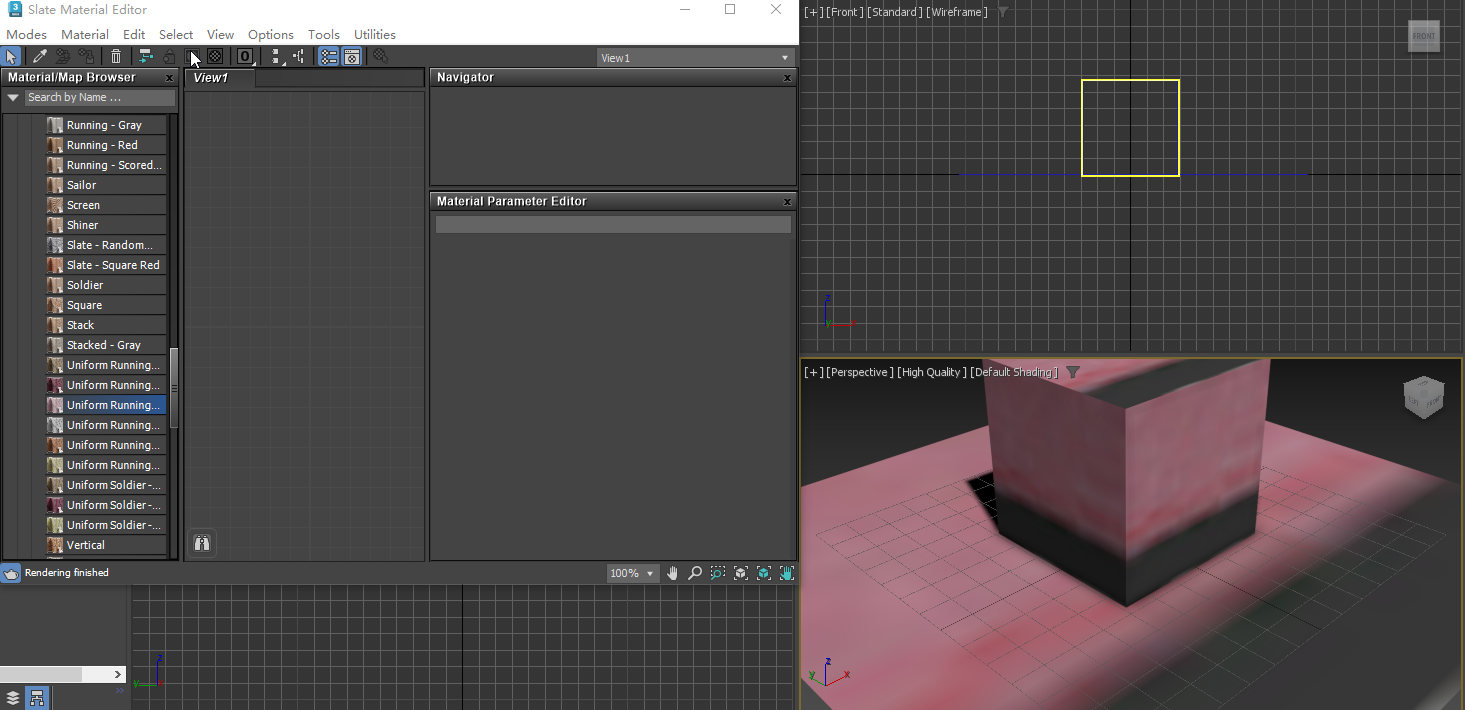 Slate Material Editor
Modes Material Edit Select View Options Tools Utilities
0
View1
Material/Map Browser x
Search by Name ...
View1
Navigator x
Running - Gray
Running - Red
Running - Scored...
Sailor
Screen
Shiner
Slate - Random...
Slate - Square Red
Soldier
Square
Stack
Stacked - Gray
Uniform Running...
Uniform Running...
Uniform Running...
Uniform Running...
Uniform Running...
Uniform Running...
Uniform Soldier -...
Uniform Soldier -...
Uniform Soldier -...
Vertical
Material Parameter Editor x
Rendering finished
100%
z
y
[+] [Front] [Standard] [Wireframe]
FRONT
z
y x
[+] [Perspective] [High Quality] [Default Shading]
FRONT
z
y x